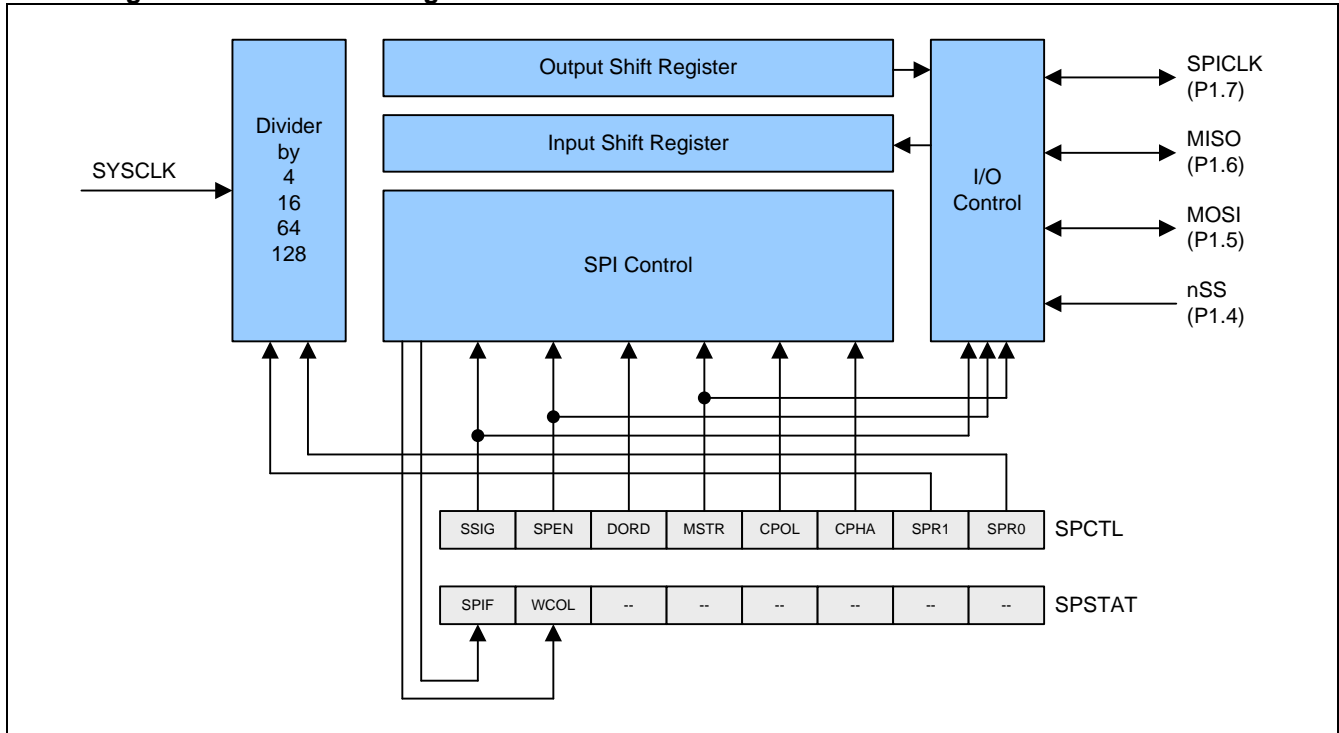 Output Shift Register
SPICLK
(P1.7)
Divider
by
4
16
64
128
Input Shift Register
MISO
(P1.6)
SYSCLK
I/O
Control
MOSI
(P1.5)
SPI Control
nSS
(P1.4)
SSIG SPEN DORD MSTR CPOL CPHA SPR1 SPR0 SPCTL
SPIF WCOL -- -- -- -- -- -- SPSTAT